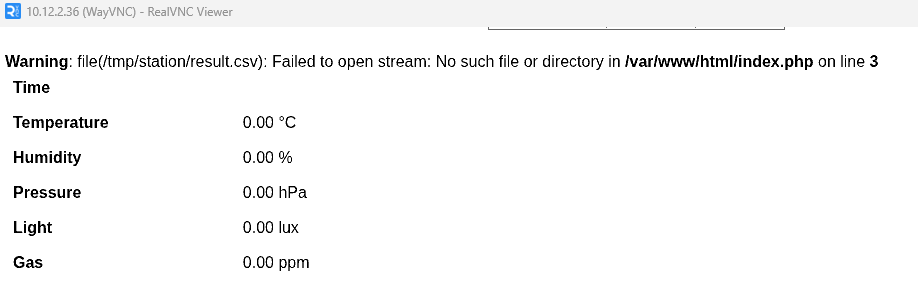 10.12.2.36 (WayVNC) - RealVNC Viewer
Warning: file(/tmp/station/result.csv): Failed to open stream: No such file or directory in /var/www/html/index.php on line 3
Time
Temperature 0.00 °C
Humidity 0.00 %
Pressure 0.00 hPa
Light 0.00 lux
Gas 0.00 ppm